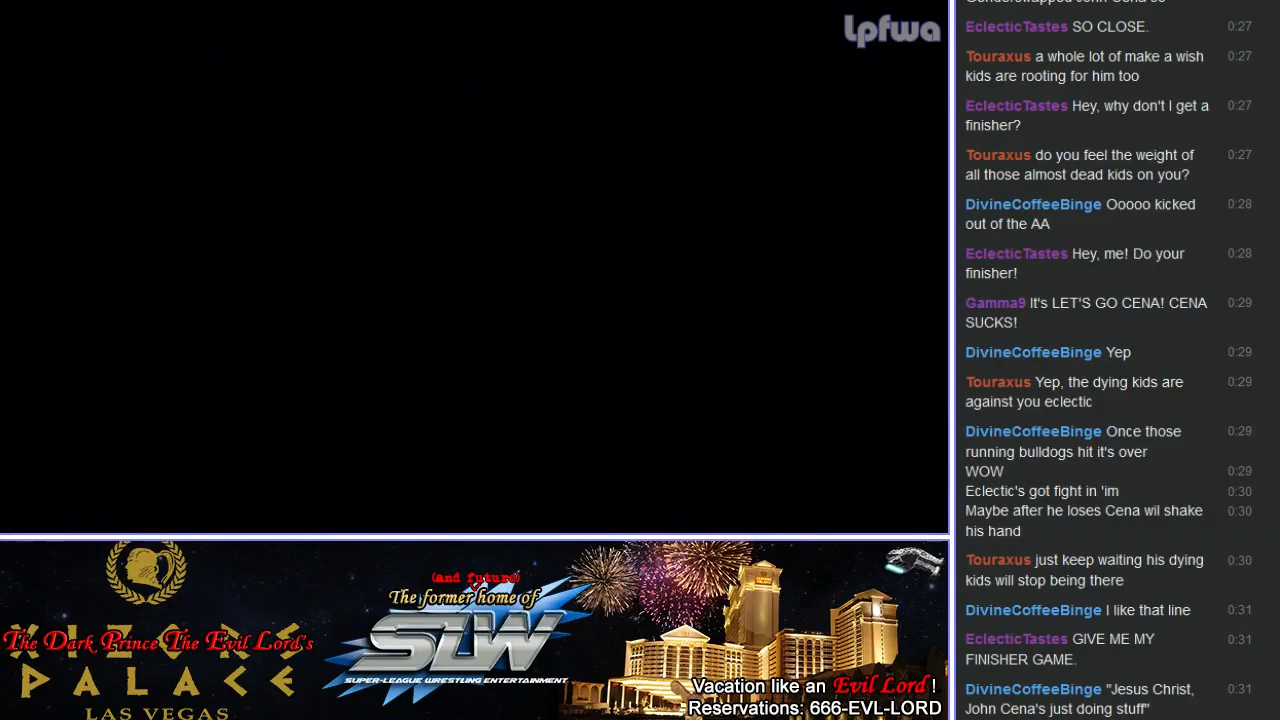 lpfwa
Genderswapped John Cena so
EclecticTastes SO CLOSE. 0:27
Touraxus a whole lot of make a wish 0:27
kids are rooting for him too
EclecticTastes Hey, why don't I get a 0:27
finisher?
Touraxus do you feel the weight of 0:27
all those almost dead kids on you?
DivineCoffeeBinge Ooooo kicked 0:28
out of the AA
EclecticTastes Hey, me! Do your 0:28
finisher!
Gamma9 It's LET'S GO CENA! CENA 0:29
SUCKS!
DivineCoffeeBinge Yep 0:29
Touraxus Yep, the dying kids are 0:29
against you eclectic
DivineCoffeeBinge Once those 0:29
running bulldogs hit it's over
WOW 0:29
Eclectic's got fight in 'im 0:30
Maybe after he loses Cena wil shake 0:30
his hand
Touraxus just keep waiting his dying 0:30
kids will stop being there
DivineCoffeeBinge I like that line 0:31
EclecticTastes GIVE ME MY 0:31
FINISHER GAME.
DivineCoffeeBinge "Jesus Christ, 0:31
John Cena's just doing stuff"
The Dark Prince The Evil Lord's
PALACE
LAS VEGAS
(and future)
The former home of
SLW
SUPER-LEAGUE WRESTLING ENTERTAINMENT
Vacation like an Evil Lord !
Reservations: 666-EVL-LORD